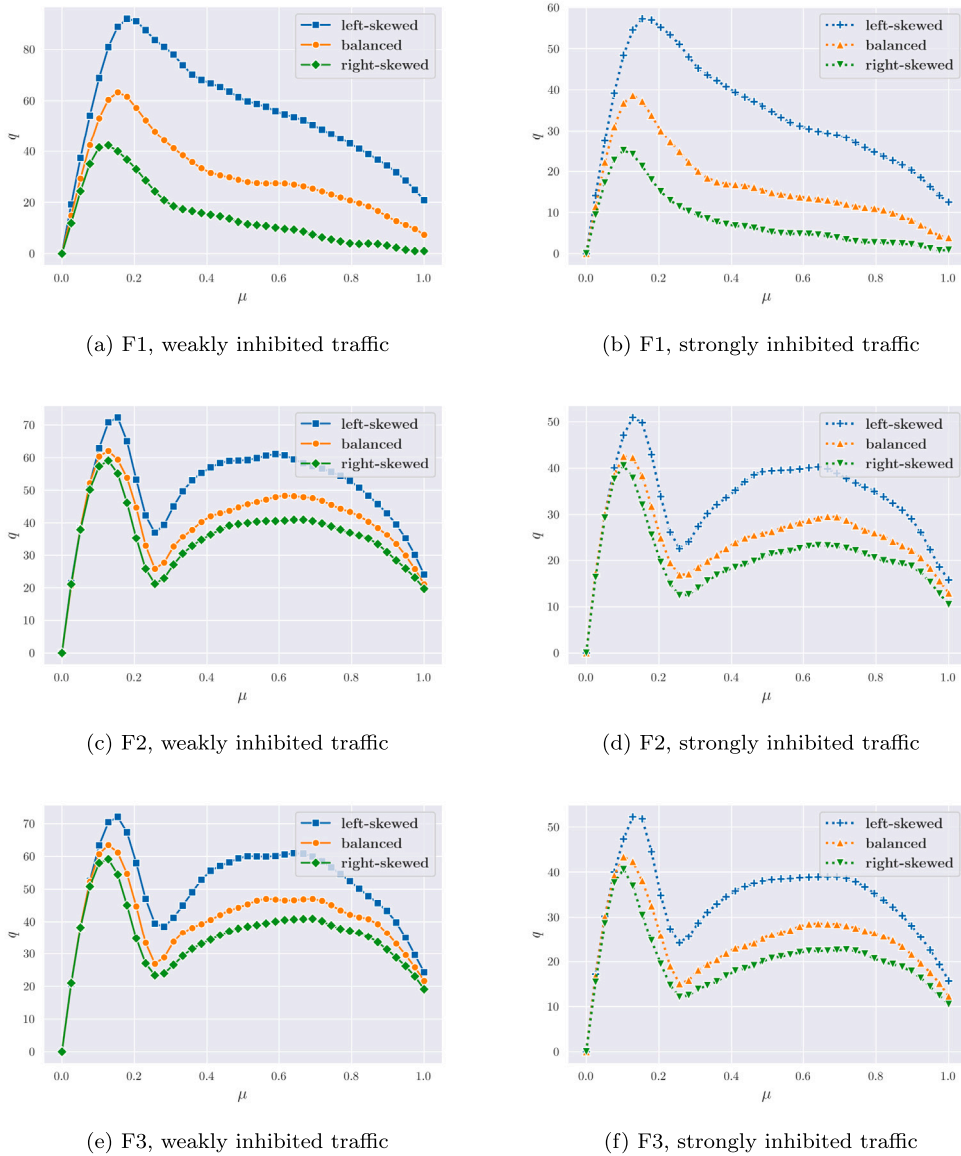 left-skewed
balanced
right-skewed
80
60
40
20
0
q
0.0 0.2 0.4 0.6 0.8 1.0
μ
(a) F1, weakly inhibited traffic
left-skewed
balanced
right-skewed
60
50
40
30
20
10
0
q
0.0 0.2 0.4 0.6 0.8 1.0
μ
(b) F1, strongly inhibited traffic
left-skewed
balanced
right-skewed
70
60
50
40
30
20
10
0
q
0.0 0.2 0.4 0.6 0.8 1.0
μ
(c) F2, weakly inhibited traffic
left-skewed
balanced
right-skewed
50
40
30
20
10
0
q
0.0 0.2 0.4 0.6 0.8 1.0
μ
(d) F2, strongly inhibited traffic
left-skewed
balanced
right-skewed
70
60
50
40
30
20
10
0
q
0.0 0.2 0.4 0.6 0.8 1.0
μ
(e) F3, weakly inhibited traffic
left-skewed
balanced
right-skewed
50
40
30
20
10
0
q
0.0 0.2 0.4 0.6 0.8 1.0
μ
(f) F3, strongly inhibited traffic